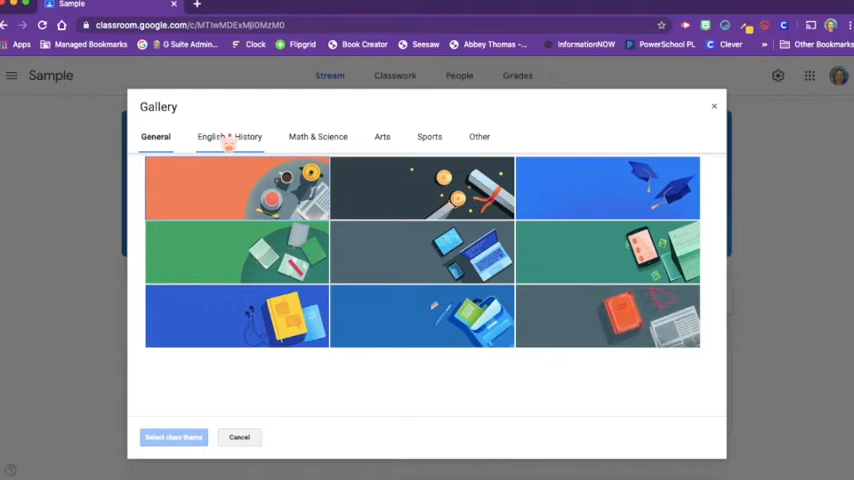 Sample
classroom.google.com/c/MTIwMDExMjI0MzM0
Apps Managed Bookmarks G Suite Admin... Clock Flipgrid Book Creator Seesaw Abbey Thomas -... InformationNOW PowerSchool PL Clever » Other Bookmarks
Sample Stream Classwork People Grades
Gallery
General English & History Math & Science Arts Sports Other
Select class theme Cancel